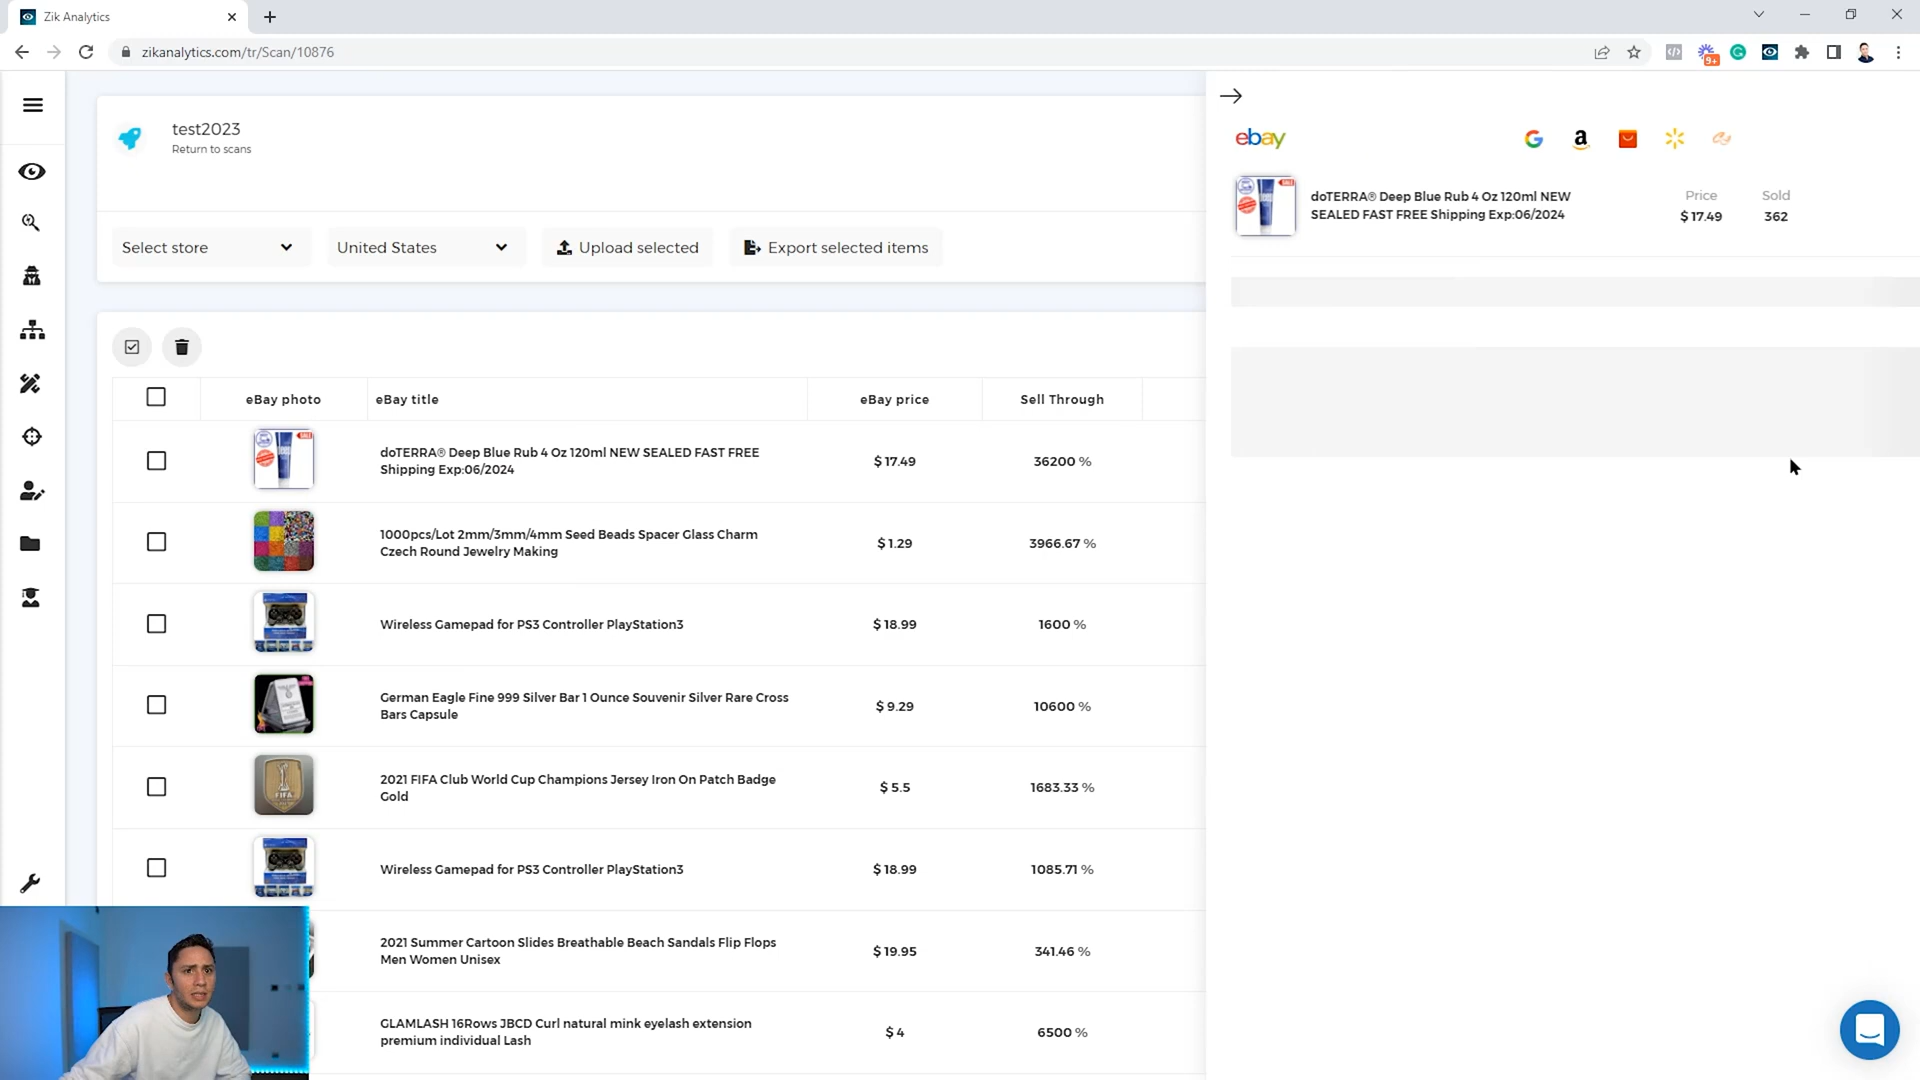 Zik Analytics
zikanalytics.com/tr/Scan/10876
9+
test2023
Return to scans
Select store
United States
Upload selected
Export selected items
eBay photo
eBay title
eBay price
Sell Through
doTERRA® Deep Blue Rub 4 Oz 120ml NEW SEALED FAST FREE
Shipping Exp:06/2024
$ 17.49
36200 %
1000pcs/Lot 2mm/3mm/4mm Seed Beads Spacer Glass Charm
Czech Round Jewelry Making
$ 1.29
3966.67 %
Wireless Gamepad for PS3 Controller PlayStation3
$ 18.99
1600 %
German Eagle Fine 999 Silver Bar 1 Ounce Souvenir Silver Rare Cross
Bars Capsule
$ 9.29
10600 %
2021 FIFA Club World Cup Champions Jersey Iron On Patch Badge
Gold
$ 5.5
1683.33 %
Wireless Gamepad for PS3 Controller PlayStation3
$ 18.99
1085.71 %
2021 Summer Cartoon Slides Breathable Beach Sandals Flip Flops
Men Women Unisex
$ 19.95
341.46 %
GLAMLASH 16Rows JBCD Curl natural mink eyelash extension
premium individual Lash
$ 4
6500 %
ebay
doTERRA® Deep Blue Rub 4 Oz 120ml NEW
SEALED FAST FREE Shipping Exp:06/2024
Price
$ 17.49
Sold
362